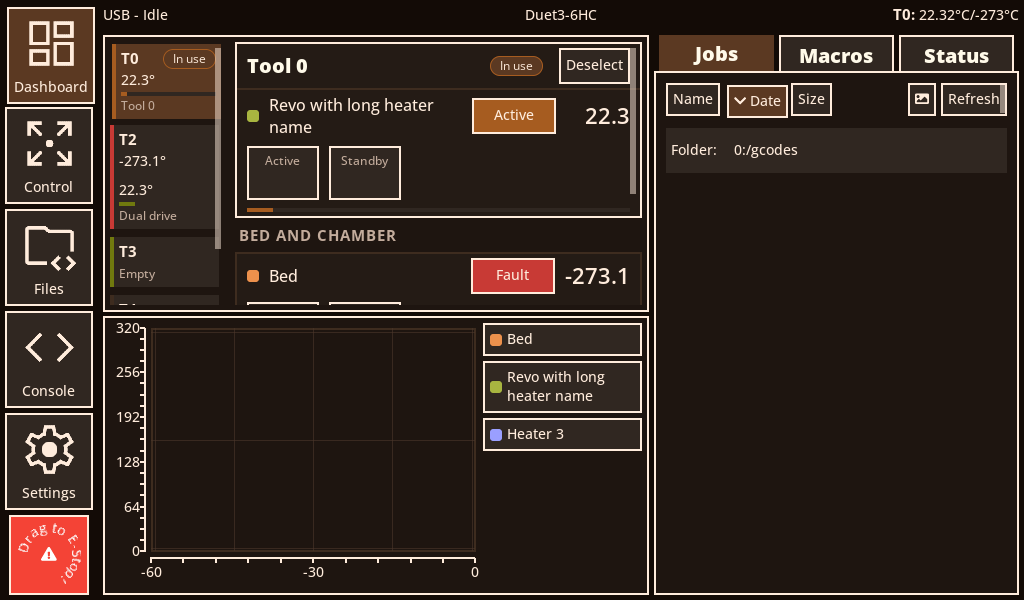 USB - Idle
Duet3-6HC
T0: 22.32°C/-273°C
Dashboard
Control
Files
Console
Settings
Drag to E-Stop!
T0
In use
22.3°
Tool 0
T2
-273.1°
22.3°
Dual drive
T3
Empty
Tool 0
In use
Deselect
Revo with long heater
name
Active
22.3
Active
Standby
BED AND CHAMBER
Bed
Fault
-273.1
320
256
192
128
64
0
-60
-30
0
Bed
Revo with long
heater name
Heater 3
Jobs
Macros
Status
Name
Date
Size
Refresh
Folder:
0:/gcodes